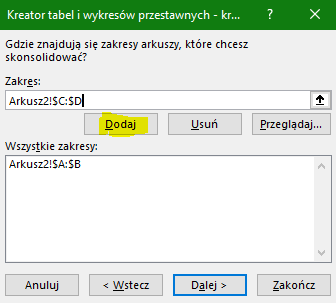 Kreator tabel i wykresów przestawnych - kr...
Gdzie znajdują się zakresy arkuszy, które chcesz
skonsolidować?
Zakres:
Arkusz2!$C:$D
Dodaj
Usuń
Przeglądaj...
Wszystkie zakresy:
Arkusz2!$A:$B
Anuluj
< Wstecz
Dalej >
Zakończ